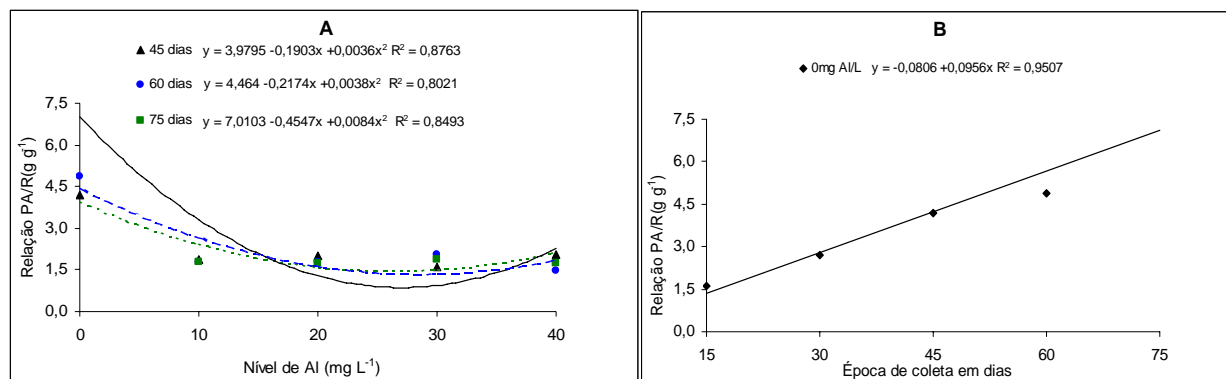 A
45 dias y = 3,9795 -0,1903x +0,0036x² R² = 0,8763
60 dias y = 4,464 -0,2174x +0,0038x² R² = 0,8021
75 dias y = 7,0103 -0,4547x +0,0084x² R² = 0,8493
7,5
6,0
4,5
3,0
1,5
0,0
Relação PA/R(g g⁻¹)
0 10 20 30 40
Nível de Al (mg L⁻¹)
B
0mg Al/L y = -0,0806 +0,0956x R² = 0,9507
7,5
6,0
4,5
3,0
1,5
0,0
Relação PA/R(g g⁻¹)
15 30 45 60 75
Época de coleta em dias